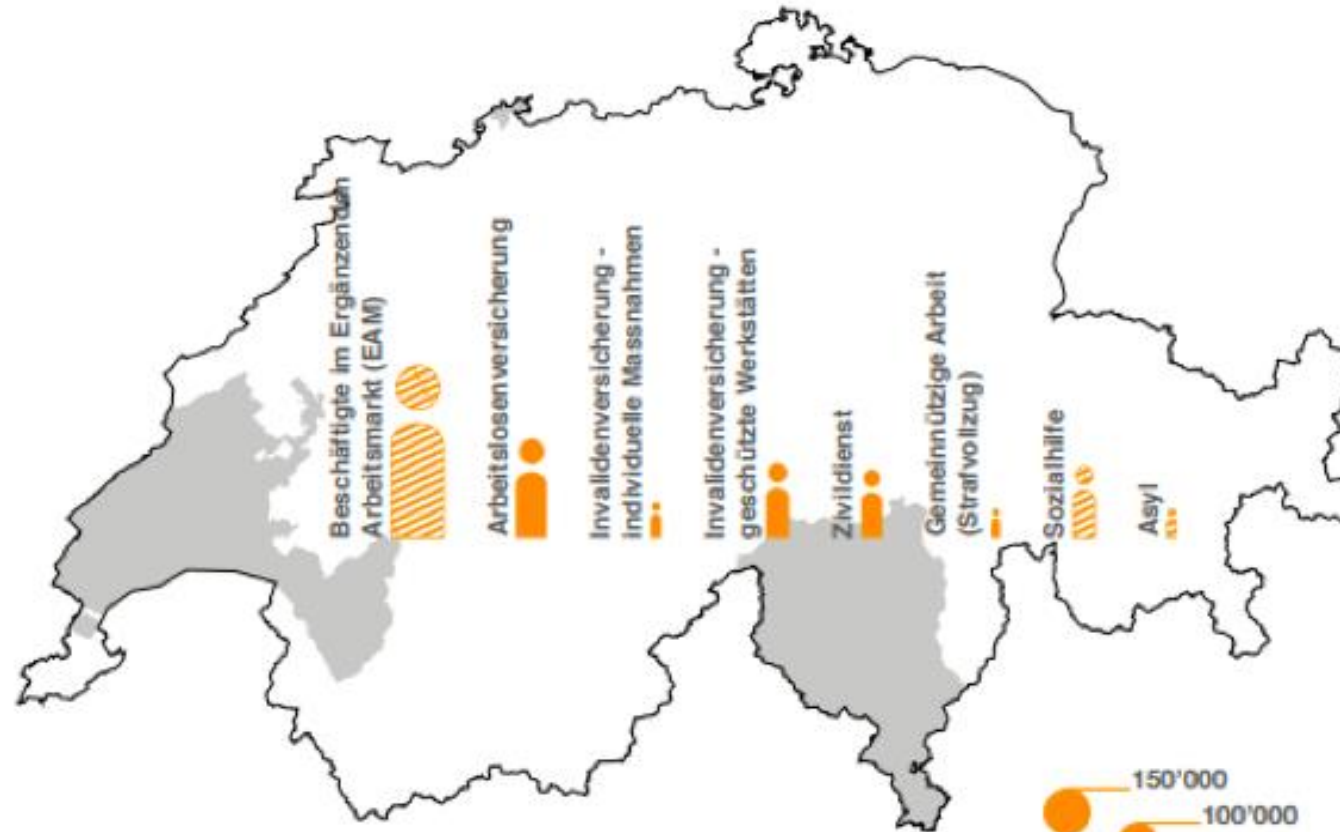 Beschäftigte im Ergänzenden
Arbeitsmarkt (EAM)
Arbeitslosenversicherung
Invalidenversicherung -
individuelle Massnahmen
Invalidenversicherung -
geschützte Werkstätten
Zivildienst
Gemeinnützige Arbeit
(Strafvollzug)
Sozialhilfe
Asyl
150'000
100'000